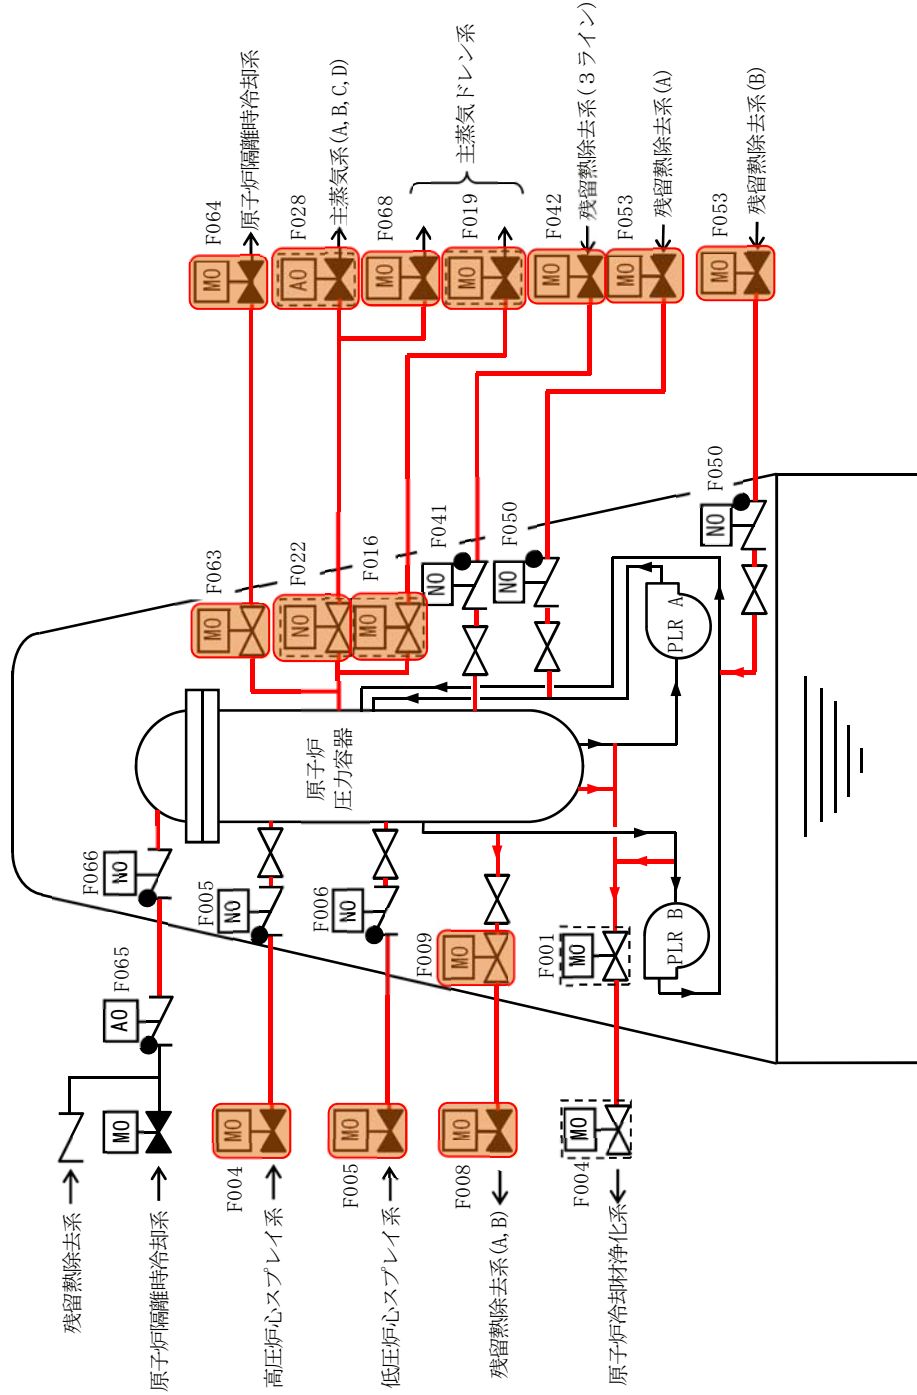 原子炉隔離時冷却系
F064
MO
主蒸気系(A,B,C,D)
F028
AO
F068
MO
主蒸気ドレン系
F019
MO
残留熱除去系(3ライン)
F042
MO
残留熱除去系(A)
F053
MO
残留熱除去系(B)
F053
MO
F063
MO
F022
NO
F016
MO
F041
NO
F050
NO
F050
NO
原子炉
圧力容器
PLR A
PLR B
F066
NO
F065
AO
MO
F005
NO
F006
NO
F009
MO
F001
MO
F004
MO
F005
MO
F008
MO
F004
MO
残留熱除去系
原子炉隔離時冷却系
高圧炉心スプレイ系
低圧炉心スプレイ系
残留熱除去系(A,B)
原子炉冷却材浄化系